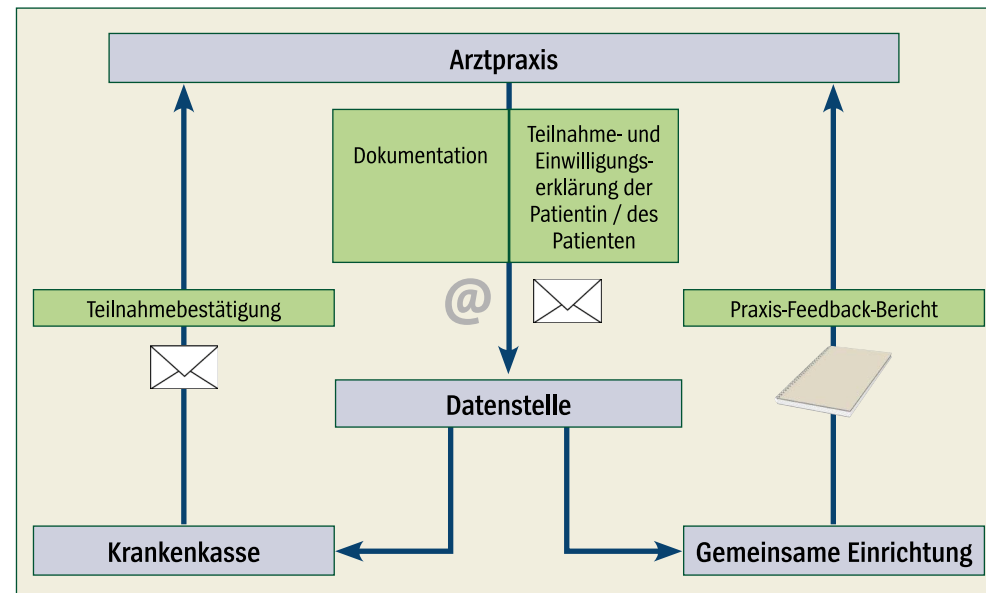 Arztpraxis
Dokumentation
Teilnahme- und
Einwilligungs-
erklärung der
Patientin / des
Patienten
@
Teilnahmebestätigung
Praxis-Feedback-Bericht
Datenstelle
Krankenkasse
Gemeinsame Einrichtung